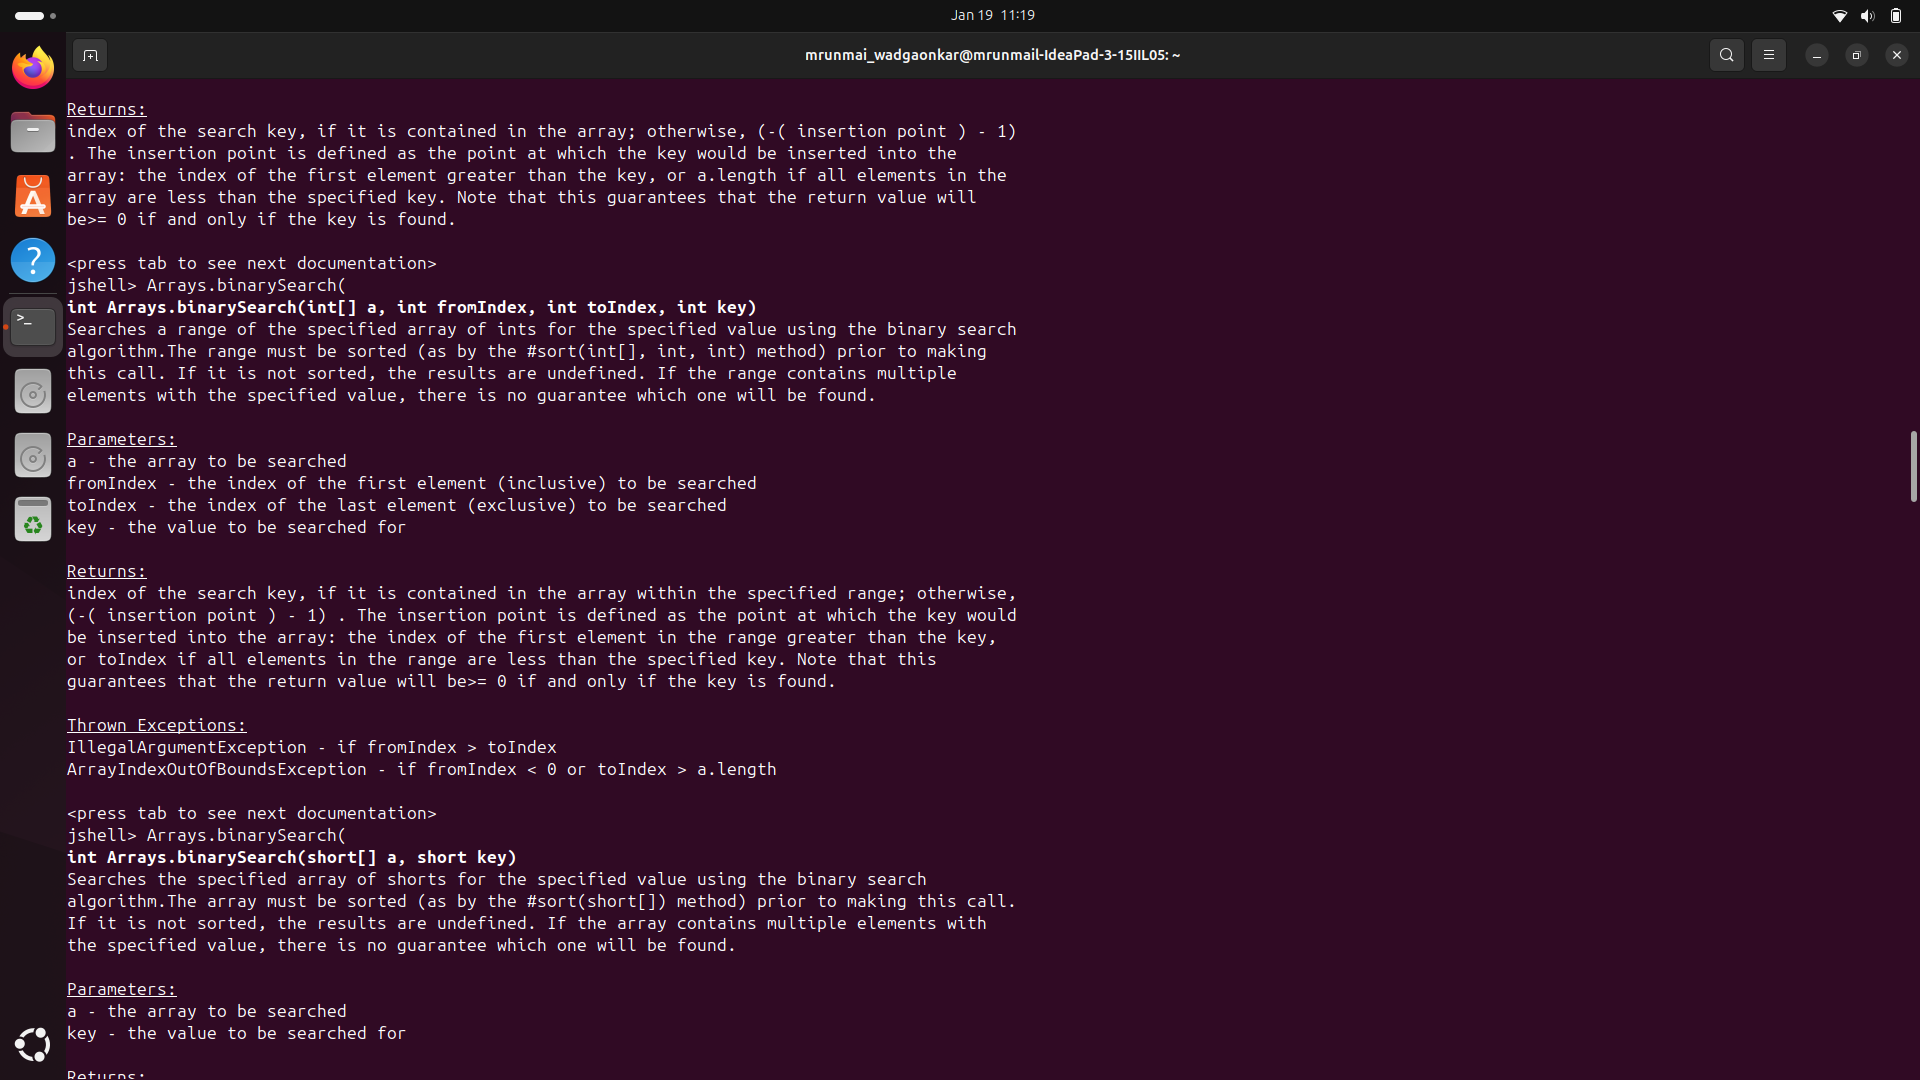 Jan 19 11:19
mrunmai_wadgaonkar@mrunmail-IdeaPad-3-15IIL05: ~
Returns:
index of the search key, if it is contained in the array; otherwise, (-( insertion point ) - 1)
. The insertion point is defined as the point at which the key would be inserted into the
array: the index of the first element greater than the key, or a.length if all elements in the
array are less than the specified key. Note that this guarantees that the return value will
be>= 0 if and only if the key is found.
<press tab to see next documentation>
jshell> Arrays.binarySearch(
int Arrays.binarySearch(int[] a, int fromIndex, int toIndex, int key)
Searches a range of the specified array of ints for the specified value using the binary search
algorithm.The range must be sorted (as by the #sort(int[], int, int) method) prior to making
this call. If it is not sorted, the results are undefined. If the range contains multiple
elements with the specified value, there is no guarantee which one will be found.
Parameters:
a - the array to be searched
fromIndex - the index of the first element (inclusive) to be searched
toIndex - the index of the last element (exclusive) to be searched
key - the value to be searched for
Returns:
index of the search key, if it is contained in the array within the specified range; otherwise,
(-( insertion point ) - 1) . The insertion point is defined as the point at which the key would
be inserted into the array: the index of the first element in the range greater than the key,
or toIndex if all elements in the range are less than the specified key. Note that this
guarantees that the return value will be>= 0 if and only if the key is found.
Thrown Exceptions:
IllegalArgumentException - if fromIndex > toIndex
ArrayIndexOutOfBoundsException - if fromIndex < 0 or toIndex > a.length
<press tab to see next documentation>
jshell> Arrays.binarySearch(
int Arrays.binarySearch(short[] a, short key)
Searches the specified array of shorts for the specified value using the binary search
algorithm.The array must be sorted (as by the #sort(short[]) method) prior to making this call.
If it is not sorted, the results are undefined. If the array contains multiple elements with
the specified value, there is no guarantee which one will be found.
Parameters:
a - the array to be searched
key - the value to be searched for
Returns: